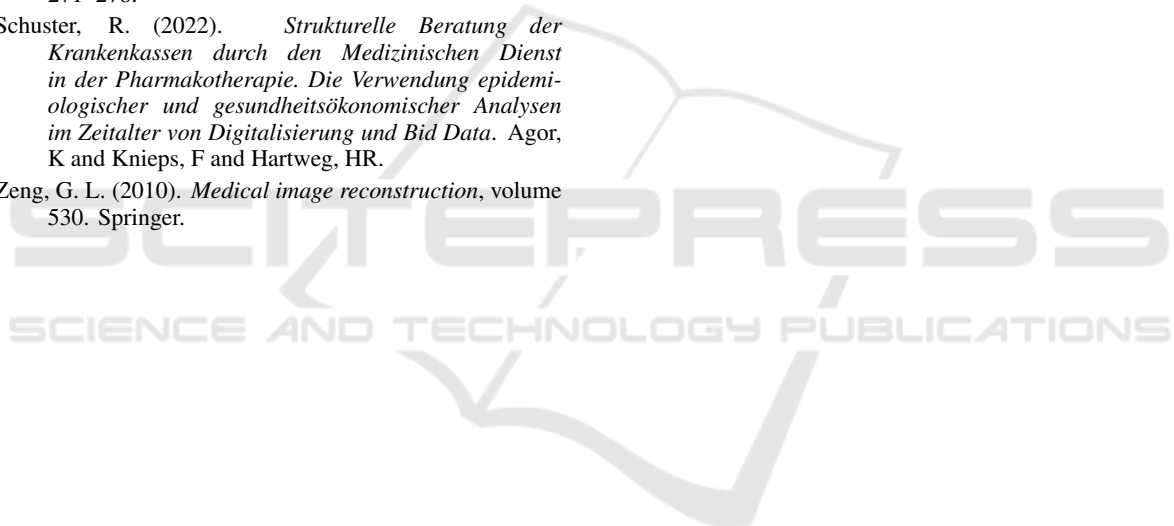 271–278.
Schuster, R. (2022). Strukturelle Beratung der
Krankenkassen durch den Medizinischen Dienst
in der Pharmakotherapie. Die Verwendung epidemi-
ologischer und gesundheitsökonomischer Analysen
im Zeitalter von Digitalisierung und Bid Data. Agor,
K and Knieps, F and Hartweg, HR.
Zeng, G. L. (2010). Medical image reconstruction, volume
530. Springer.
SCITEPRESS
SCIENCE AND TECHNOLOGY PUBLICATIONS